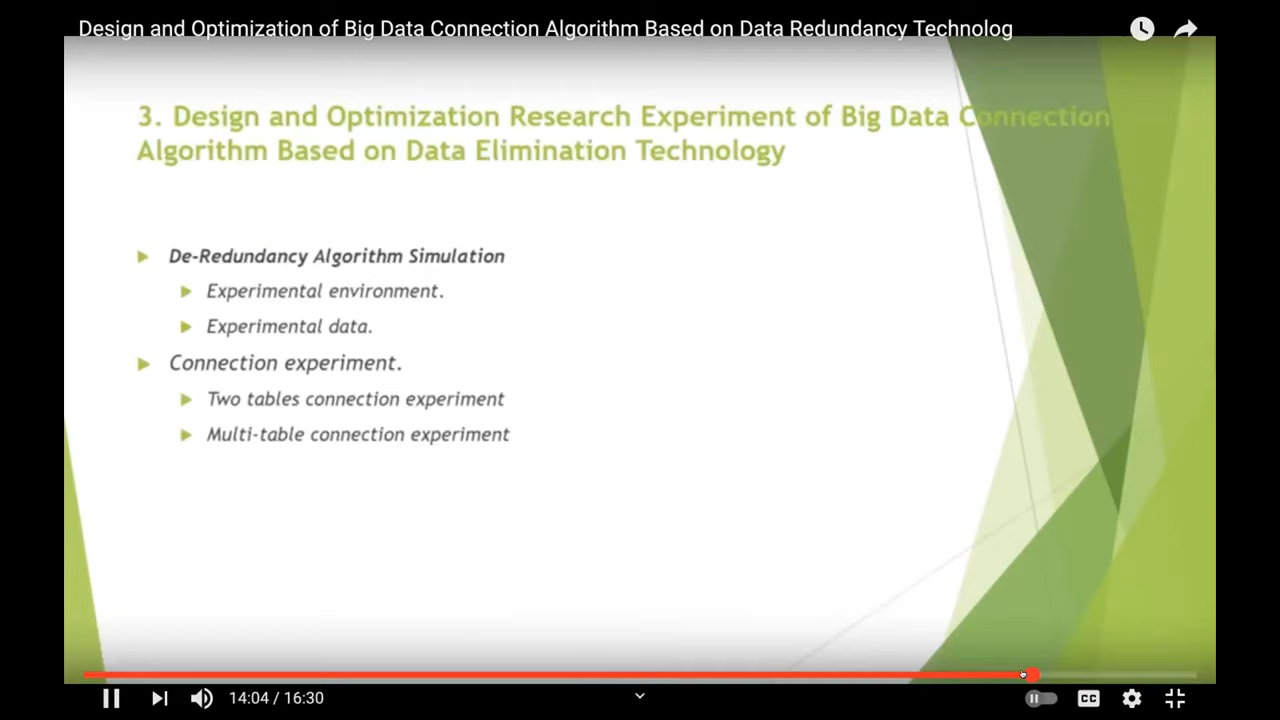 Design and Optimization of Big Data Connection Algorithm Based on Data Redundancy Technolog
3. Design and Optimization Research Experiment of Big Data Connection
Algorithm Based on Data Elimination Technology
De-Redundancy Algorithm Simulation
Experimental environment.
Experimental data.
Connection experiment.
Two tables connection experiment
Multi-table connection experiment
14:04 / 16:30
CC